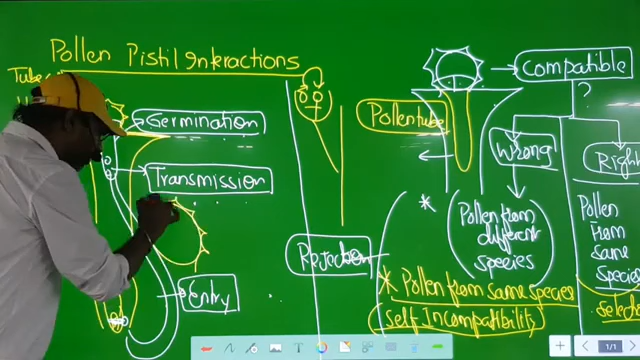 Pollen Pistil Interactions
Tube
Germination
Transmission
Entry
Pollen tube
Compatible
?
Wrong
Right
* Pollen from
different
species
Pollen
From
same
species
Rejection
* Pollen from same species
(Self Incompatibility)
1/1